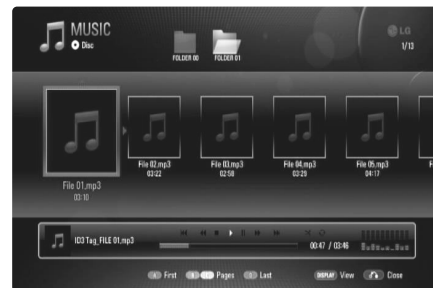 MUSIC
Disc
FOLDER 00
FOLDER 01
LG
1/13
File 01.mp3
03:10
File 02.mp3
03:22
File 03.mp3
02:58
File 04.mp3
03:29
File 05.mp3
04:17
ID3 Tag_FILE 01.mp3
00:47 / 03:46
First
Pages
Last
DISPLAY View
Close